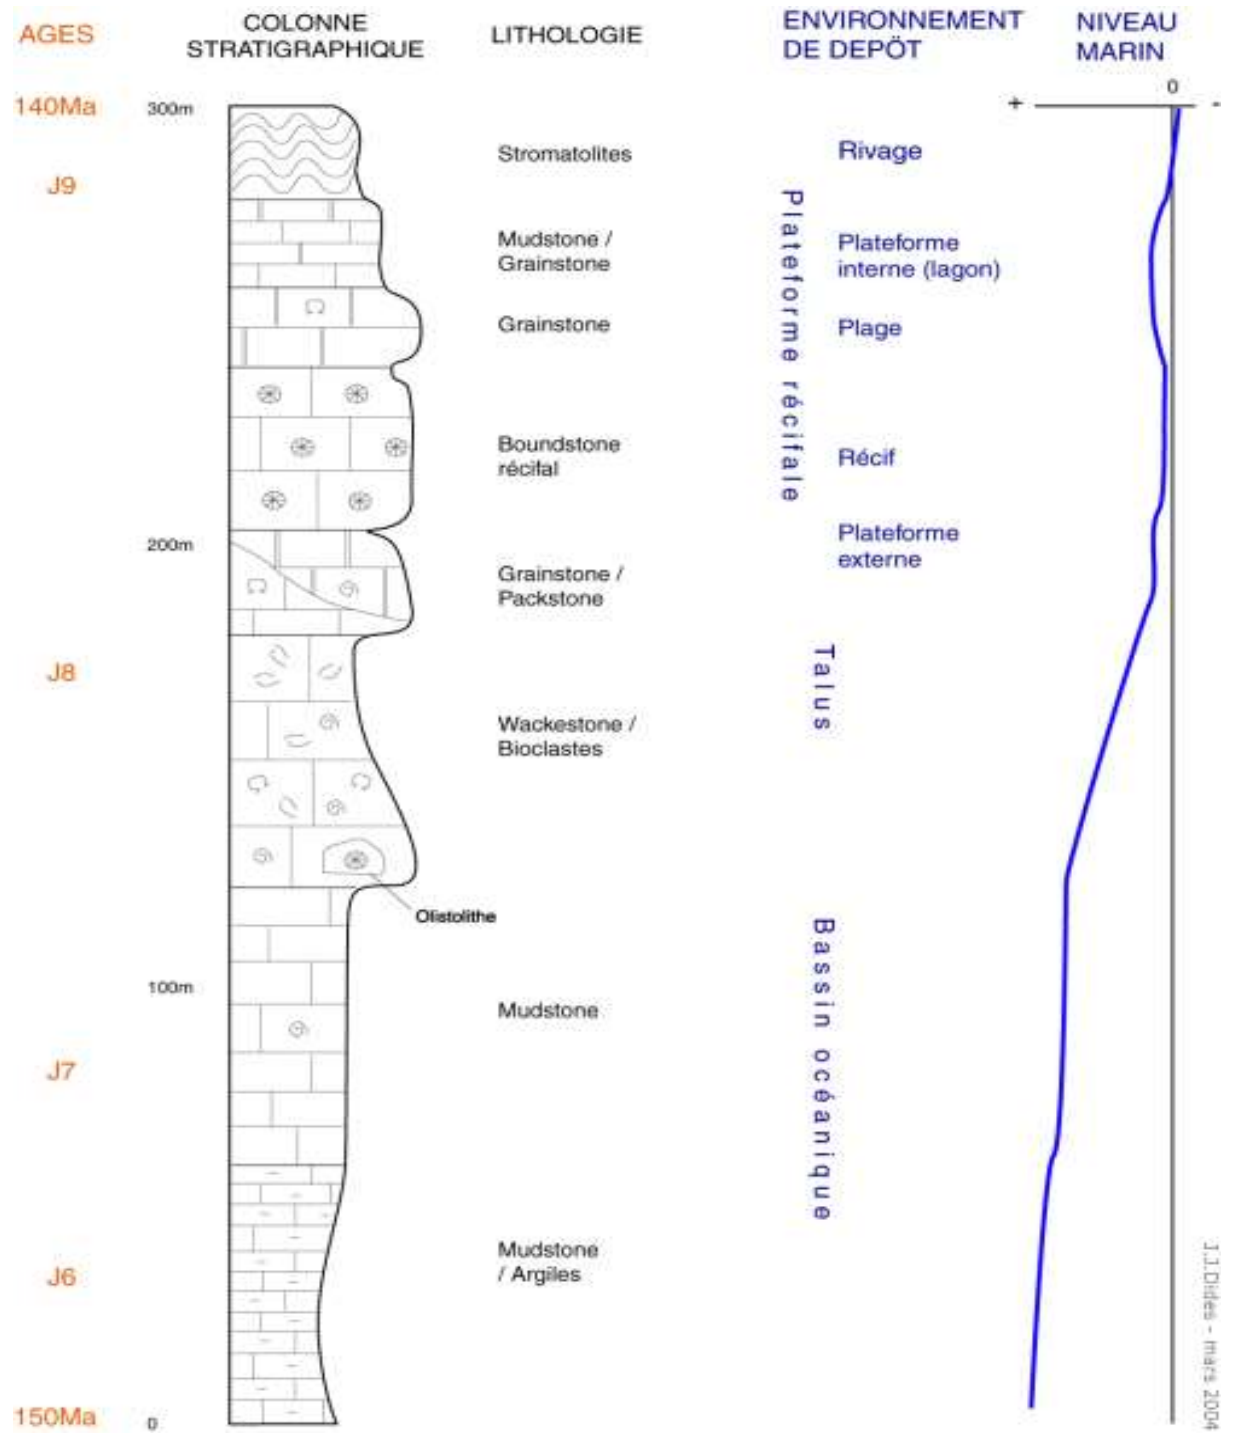 AGES
COLONNE
STRATIGRAPHIQUE
LITHOLOGIE
ENVIRONNEMENT
DE DEPÖT
NIVEAU
MARIN
0
+
-
140Ma
300m
Stromatolites
Rivage
J9
Mudstone /
Grainstone
Plateforme
interne (lagon)
Grainstone
Plage
Plateforme récifale
Boundstone
récifal
Récif
200m
Plateforme
externe
Grainstone /
Packstone
J8
Talus
Wackestone /
Bioclastes
Olistolithe
100m
Mudstone
Bassin océanique
J7
Mudstone
/ Argiles
J6
150Ma
0
J.J.Dides - mars 2004